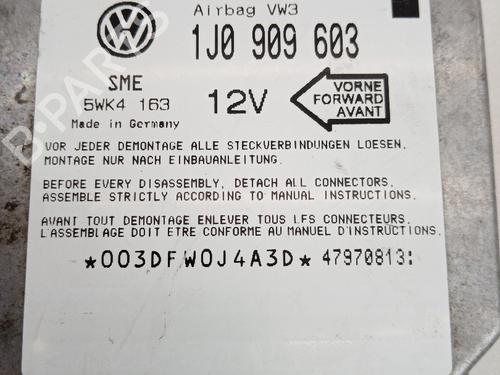 Airbag VW3
1J0 909 603
SME
5WK4 163
12V
VORNE
FORWARD
AVANT
Made in Germany
VOR JEDER DEMONTAGE ALLE STECKVERBINDUNGEN LOESEN.
MONTAGE NUR NACH EINBAUANLEITUNG.
BEFORE EVERY DISASSEMBLY, DETACH ALL CONNECTORS.
ASSEMBLE STRICTLY ACCORDING TO MANUAL INSTRUCTIONS.
AVANT TOUT DEMONTAGE ENLEVER TOUS LES CONNECTEURS.
L'ASSEMBLAGE DOIT ETRE CONFORME AU MANUEL D'INSTRUCTIONS.
*003DFW0J4A3D* 47970813: